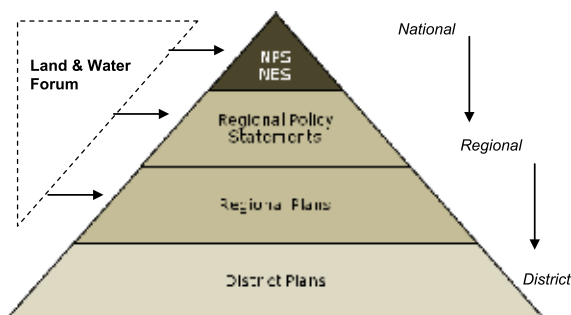 Land & Water
Forum
NPS
NES
Regional Policy
Statements
Regional Plans
District Plans
National
Regional
District